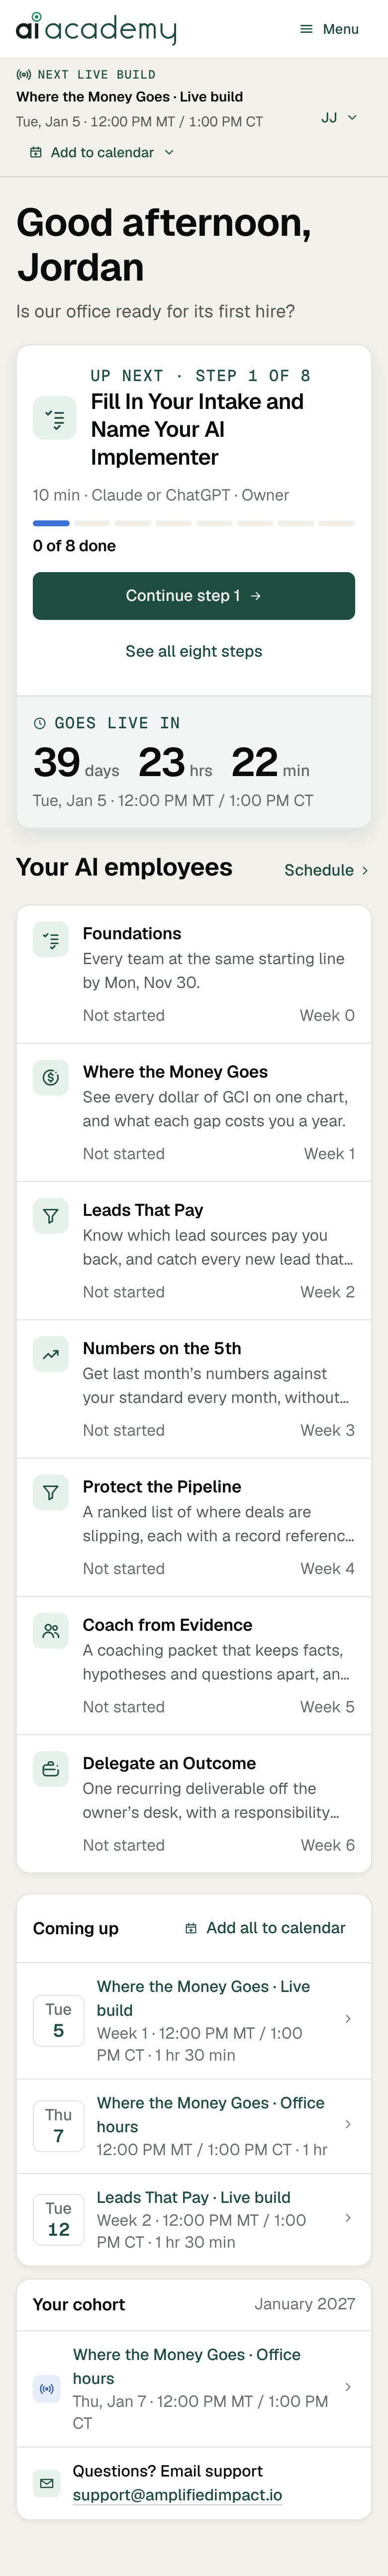 ai academy
Menu
NEXT LIVE BUILD
Where the Money Goes · Live build
Tue, Jan 5 · 12:00 PM MT / 1:00 PM CT
JJ
Add to calendar
Good afternoon,
Jordan
Is our office ready for its first hire?
UP NEXT · STEP 1 OF 8
Fill In Your Intake and
Name Your AI
Implementer
10 min · Claude or ChatGPT · Owner
0 of 8 done
Continue step 1 →
See all eight steps
GOES LIVE IN
39 days 23 hrs 22 min
Tue, Jan 5 · 12:00 PM MT / 1:00 PM CT
Your AI employees
Schedule
Foundations
Every team at the same starting line
by Mon, Nov 30.
Not started Week 0
Where the Money Goes
See every dollar of GCI on one chart,
and what each gap costs you a year.
Not started Week 1
Leads That Pay
Know which lead sources pay you
back, and catch every new lead that…
Not started Week 2
Numbers on the 5th
Get last month’s numbers against
your standard every month, without…
Not started Week 3
Protect the Pipeline
A ranked list of where deals are
slipping, each with a record referenc…
Not started Week 4
Coach from Evidence
A coaching packet that keeps facts,
hypotheses and questions apart, an…
Not started Week 5
Delegate an Outcome
One recurring deliverable off the
owner’s desk, with a responsibility…
Not started Week 6
Coming up
Add all to calendar
Tue
5
Where the Money Goes · Live
build
Week 1 · 12:00 PM MT / 1:00
PM CT · 1 hr 30 min
Thu
7
Where the Money Goes · Office
hours
12:00 PM MT / 1:00 PM CT · 1 hr
Tue
12
Leads That Pay · Live build
Week 2 · 12:00 PM MT / 1:00
PM CT · 1 hr 30 min
Your cohort
January 2027
Where the Money Goes · Office
hours
Thu, Jan 7 · 12:00 PM MT / 1:00 PM
CT
Questions? Email support
support@amplifiedimpact.io